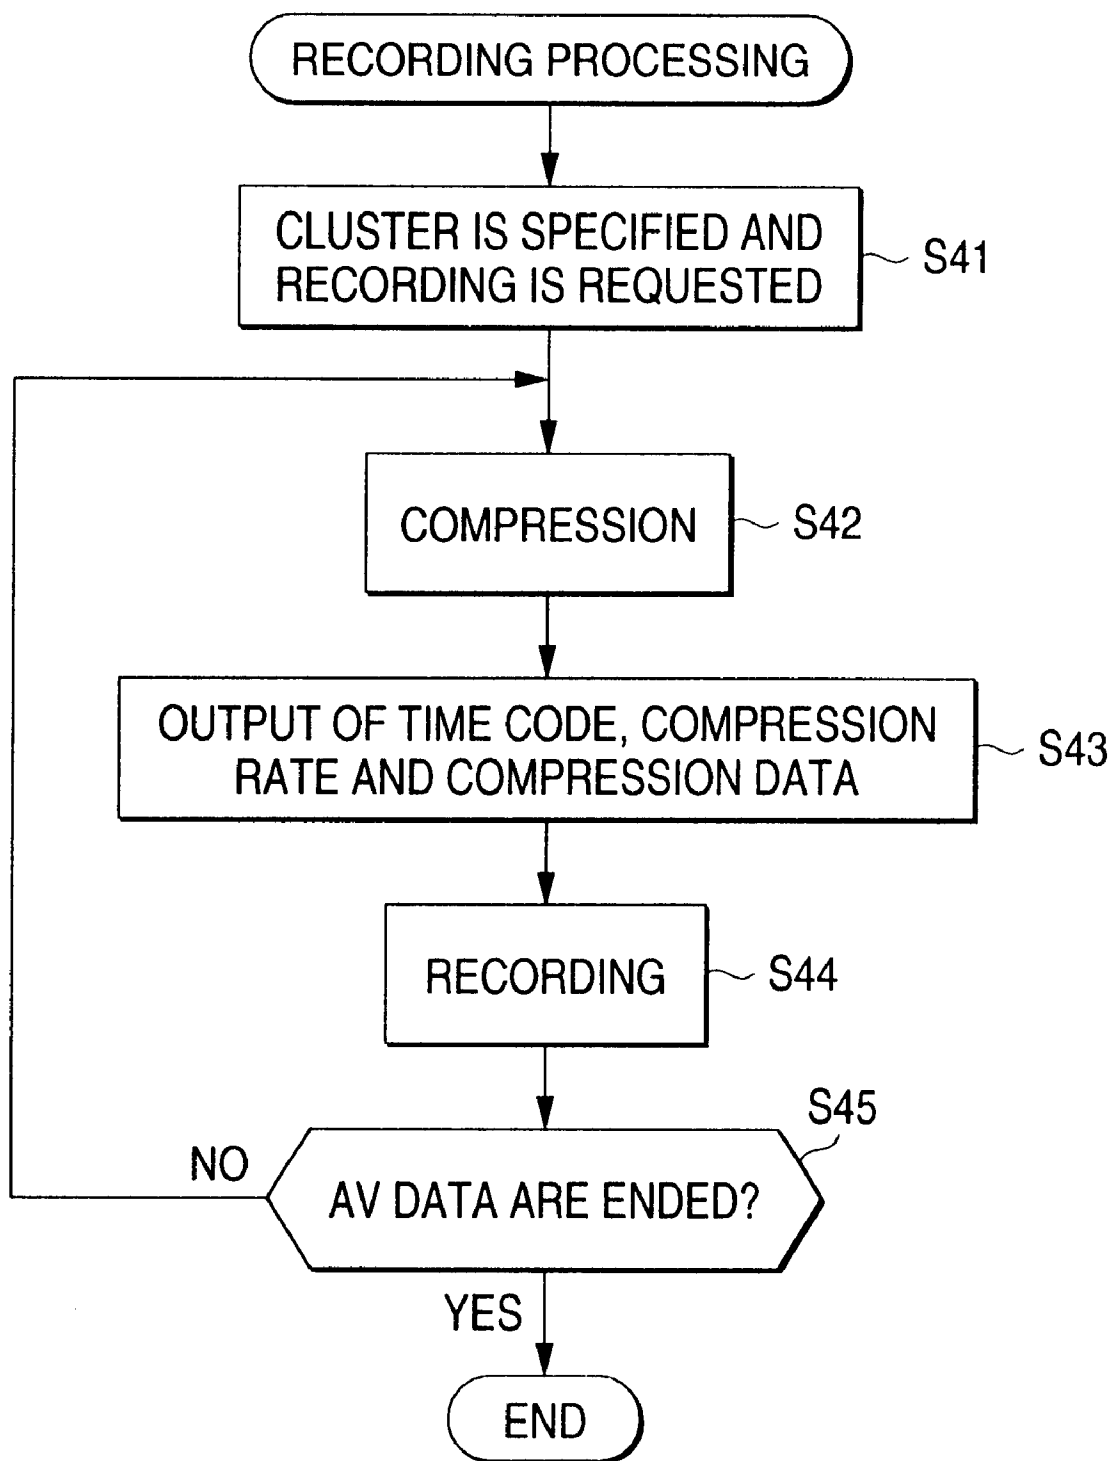 RECORDING PROCESSING
CLUSTER IS SPECIFIED AND
RECORDING IS REQUESTED
S41
COMPRESSION
S42
OUTPUT OF TIME CODE, COMPRESSION
RATE AND COMPRESSION DATA
S43
RECORDING
S44
S45
NO
AV DATA ARE ENDED?
YES
END